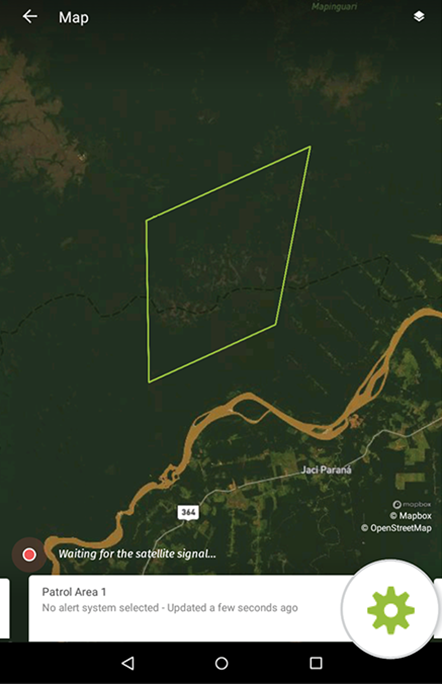 Map
Mapinguari
Jaci Paraná
364
mapbox
© Mapbox
© OpenStreetMap
Waiting for the satellite signal...
Patrol Area 1
No alert system selected - Updated a few seconds ago